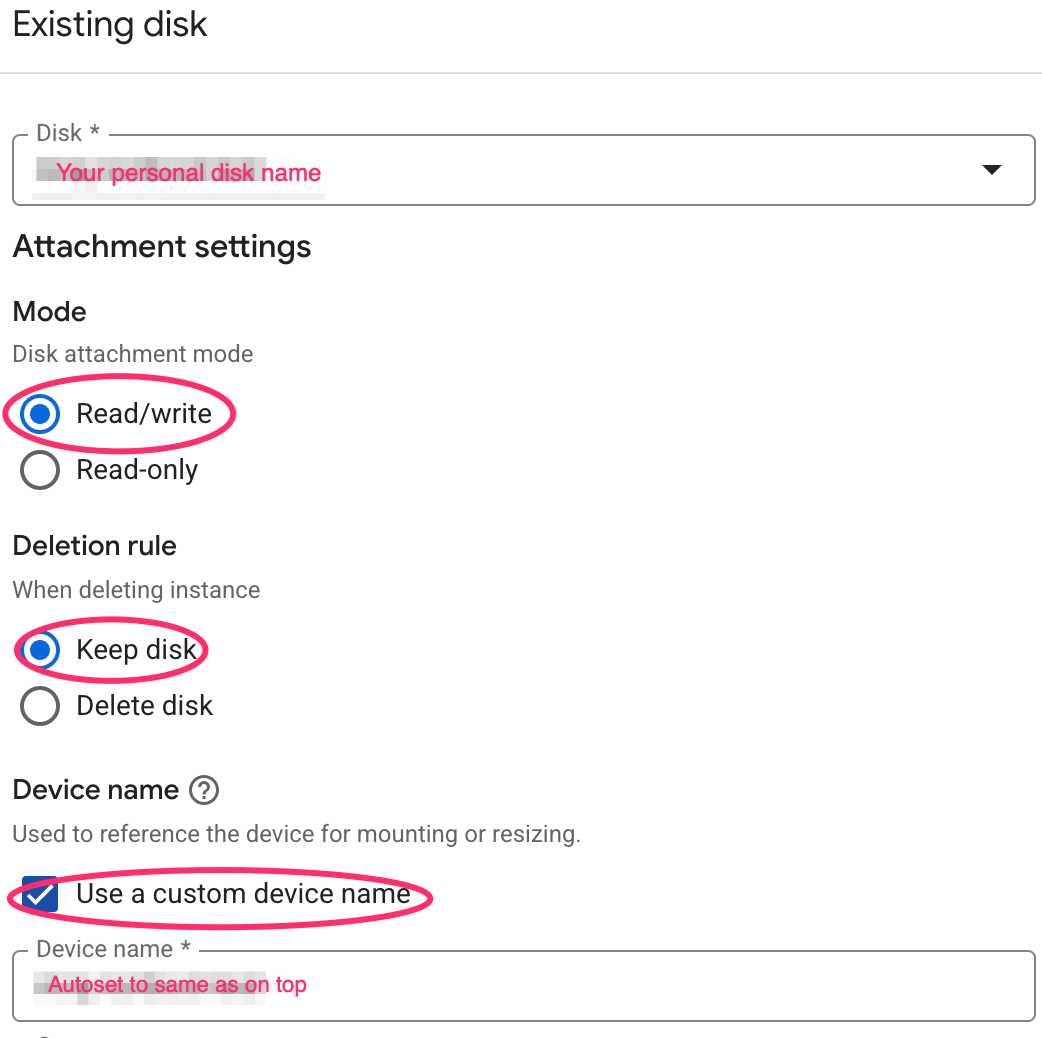 Existing disk
Disk *
Your personal disk name
Attachment settings
Mode
Disk attachment mode
Read/write
Read-only
Deletion rule
When deleting instance
Keep disk
Delete disk
Device name ?
Used to reference the device for mounting or resizing.
Use a custom device name
Device name *
Autoset to same as on top